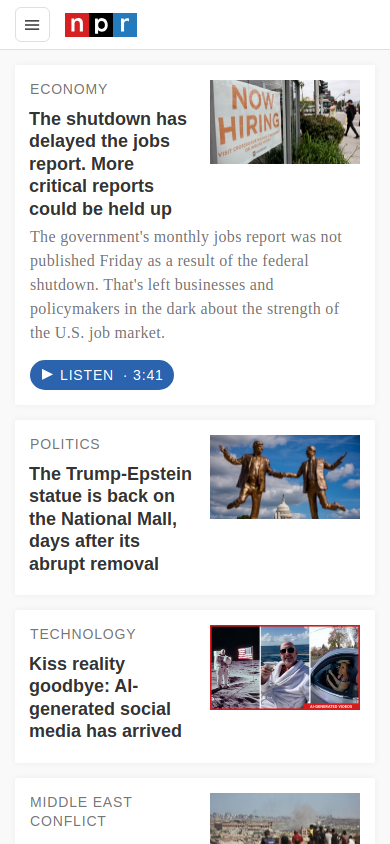 npr
ECONOMY
The shutdown has
delayed the jobs
report. More
critical reports
could be held up
NOW
HIRING
The government's monthly jobs report was not
published Friday as a result of the federal
shutdown. That's left businesses and
policymakers in the dark about the strength of
the U.S. job market.
LISTEN · 3:41
POLITICS
The Trump-Epstein
statue is back on
the National Mall,
days after its
abrupt removal
TECHNOLOGY
Kiss reality
goodbye: AI-
generated social
media has arrived
AI-GENERATED VIDEOS
MIDDLE EAST
CONFLICT